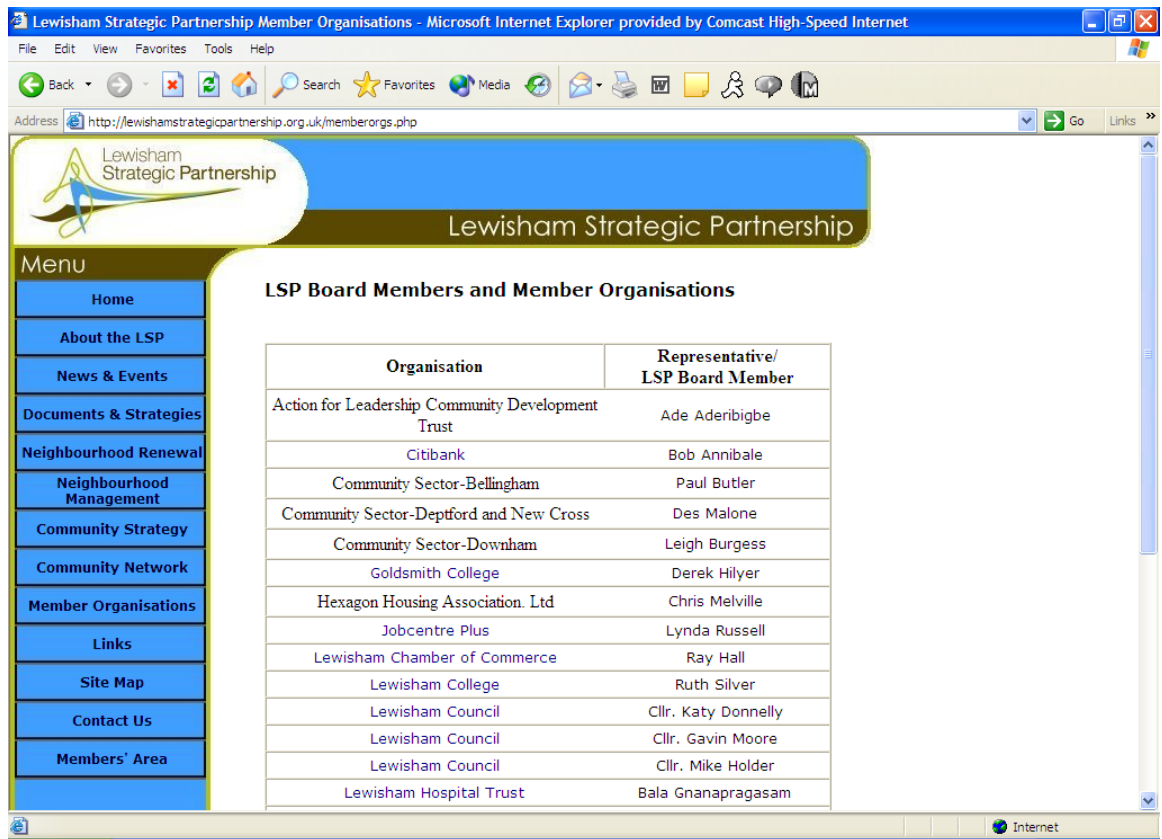 Lewisham Strategic Partnership Member Organisations - Microsoft Internet Explorer provided by Comcast High-Speed Internet
File Edit View Favorites Tools Help
Back Search Favorites Media
Address http://lewishamstrategicpartnership.org.uk/memberorgs.php Go Links »
Lewisham
Strategic Partnership
Lewisham Strategic Partnership
Menu
Home
About the LSP
News & Events
Documents & Strategies
Neighbourhood Renewal
Neighbourhood
Management
Community Strategy
Community Network
Member Organisations
Links
Site Map
Contact Us
Members' Area
LSP Board Members and Member Organisations
Organisation Representative/
LSP Board Member
Action for Leadership Community Development
Trust Ade Aderibigbe
Citibank Bob Annibale
Community Sector-Bellingham Paul Butler
Community Sector-Deptford and New Cross Des Malone
Community Sector-Downham Leigh Burgess
Goldsmith College Derek Hilyer
Hexagon Housing Association. Ltd Chris Melville
Jobcentre Plus Lynda Russell
Lewisham Chamber of Commerce Ray Hall
Lewisham College Ruth Silver
Lewisham Council Cllr. Katy Donnelly
Lewisham Council Cllr. Gavin Moore
Lewisham Council Cllr. Mike Holder
Lewisham Hospital Trust Bala Gnanapragasam
Internet